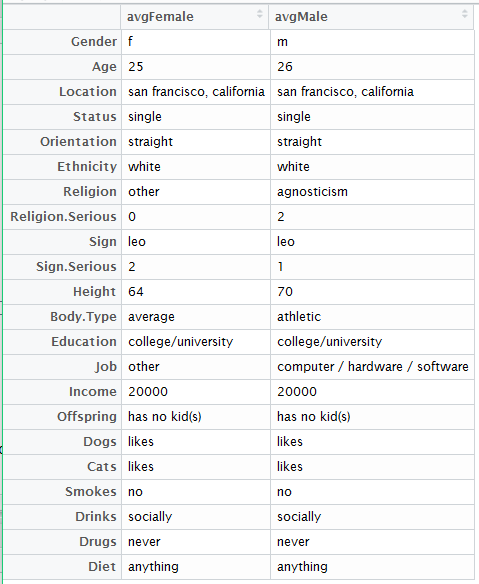 avgFemale avgMale
Gender f m
Age 25 26
Location san francisco, california san francisco, california
Status single single
Orientation straight straight
Ethnicity white white
Religion other agnosticism
Religion.Serious 0 2
Sign leo leo
Sign.Serious 2 1
Height 64 70
Body.Type average athletic
Education college/university college/university
Job other computer / hardware / software
Income 20000 20000
Offspring has no kid(s) has no kid(s)
Dogs likes likes
Cats likes likes
Smokes no no
Drinks socially socially
Drugs never never
Diet anything anything